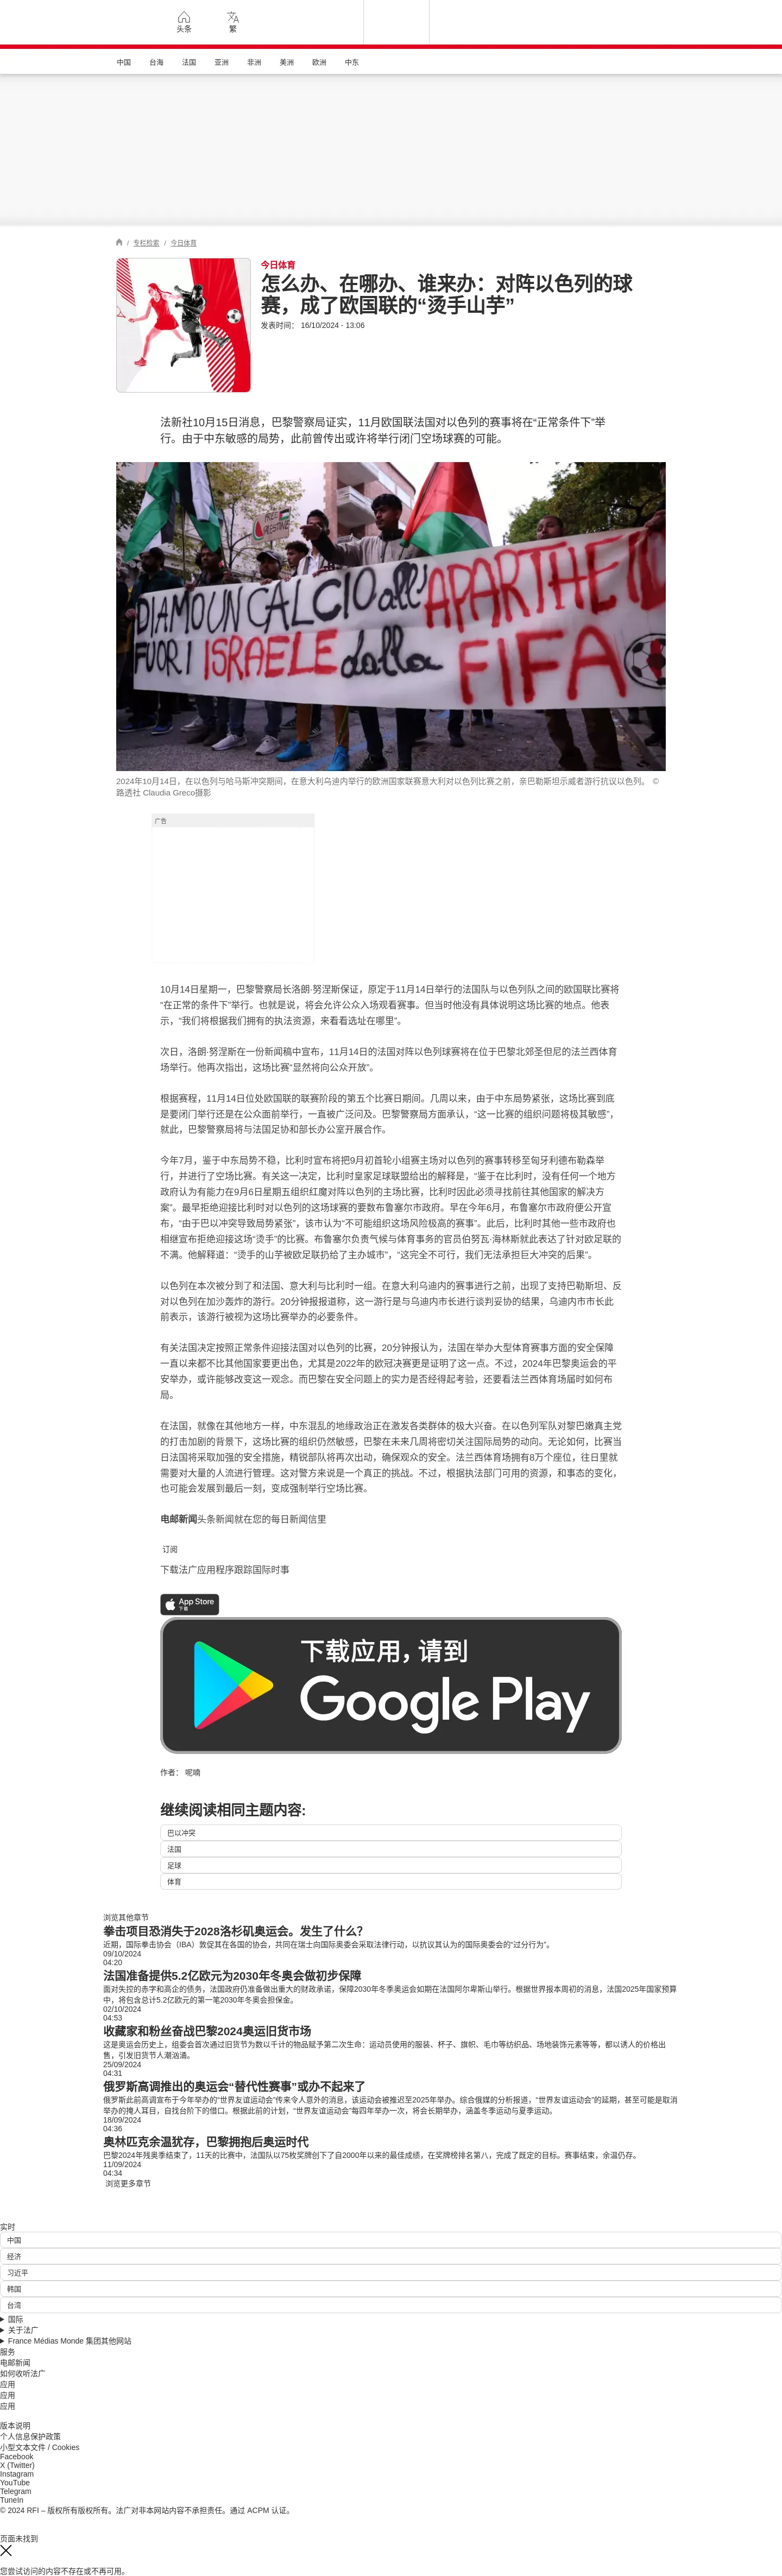 头条
繁
中国 台海 法国 亚洲 非洲 美洲 欧洲 中东
/ 专栏检索 / 今日体育
今日体育
怎么办、在哪办、谁来办：对阵以色列的球
赛，成了欧国联的“烫手山芋”
发表时间： 16/10/2024 - 13:06
法新社10月15日消息，巴黎警察局证实，11月欧国联法国对以色列的赛事将在“正常条件下”举
行。由于中东敏感的局势，此前曾传出或许将举行闭门空场球赛的可能。
DIAMOUN CALCIO all'APARTHEID
FUORI ISRAELE dalla FIFA
2024年10月14日，在以色列与哈马斯冲突期间，在意大利乌迪内举行的欧洲国家联赛意大利对以色列比赛之前，亲巴勒斯坦示威者游行抗议以色列。 ©
路透社 Claudia Greco摄影
广告
10月14日星期一，巴黎警察局长洛朗·努涅斯保证，原定于11月14日举行的法国队与以色列队之间的欧国联比赛将
“在正常的条件下”举行。也就是说，将会允许公众入场观看赛事。但当时他没有具体说明这场比赛的地点。他表
示，“我们将根据我们拥有的执法资源，来看看选址在哪里”。
次日，洛朗·努涅斯在一份新闻稿中宣布，11月14日的法国对阵以色列球赛将在位于巴黎北郊圣但尼的法兰西体育
场举行。他再次指出，这场比赛“显然将向公众开放”。
根据赛程，11月14日位处欧国联的联赛阶段的第五个比赛日期间。几周以来，由于中东局势紧张，这场比赛到底
是要闭门举行还是在公众面前举行，一直被广泛问及。巴黎警察局方面承认，“这一比赛的组织问题将极其敏感”，
就此，巴黎警察局将与法国足协和部长办公室开展合作。
今年7月，鉴于中东局势不稳，比利时宣布将把9月初首轮小组赛主场对以色列的赛事转移至匈牙利德布勒森举
行，并进行了空场比赛。有关这一决定，比利时皇家足球联盟给出的解释是，“鉴于在比利时，没有任何一个地方
政府认为有能力在9月6日星期五组织红魔对阵以色列的主场比赛，比利时因此必须寻找前往其他国家的解决方
案”。最早拒绝迎接比利时对以色列的这场球赛的要数布鲁塞尔市政府。早在今年6月，布鲁塞尔市政府便公开宣
布，“由于巴以冲突导致局势紧张”，该市认为“不可能组织这场风险极高的赛事”。此后，比利时其他一些市政府也
相继宣布拒绝迎接这场“烫手”的比赛。布鲁塞尔负责气候与体育事务的官员伯努瓦·海林斯就此表达了针对欧足联的
不满。他解释道：“烫手的山芋被欧足联扔给了主办城市”，“这完全不可行，我们无法承担巨大冲突的后果”。
以色列在本次被分到了和法国、意大利与比利时一组。在意大利乌迪内的赛事进行之前，出现了支持巴勒斯坦、反
对以色列在加沙轰炸的游行。20分钟报报道称，这一游行是与乌迪内市长进行谈判妥协的结果，乌迪内市市长此
前表示，该游行被视为这场比赛举办的必要条件。
有关法国决定按照正常条件迎接法国对以色列的比赛，20分钟报认为，法国在举办大型体育赛事方面的安全保障
一直以来都不比其他国家要更出色，尤其是2022年的欧冠决赛更是证明了这一点。不过，2024年巴黎奥运会的平
安举办，或许能够改变这一观念。而巴黎在安全问题上的实力是否经得起考验，还要看法兰西体育场届时如何布
局。
在法国，就像在其他地方一样，中东混乱的地缘政治正在激发各类群体的极大兴奋。在以色列军队对黎巴嫩真主党
的打击加剧的背景下，这场比赛的组织仍然敏感，巴黎在未来几周将密切关注国际局势的动向。无论如何，比赛当
日法国将采取加强的安全措施，精锐部队将再次出动，确保观众的安全。法兰西体育场拥有8万个座位，往日里就
需要对大量的人流进行管理。这对警方来说是一个真正的挑战。不过，根据执法部门可用的资源，和事态的变化，
也可能会发展到最后一刻，变成强制举行空场比赛。
电邮新闻头条新闻就在您的每日新闻信里
订阅
下载法广应用程序跟踪国际时事
App Store
下载
下载应用，请到
Google Play
作者： 呢喃
继续阅读相同主题内容:
巴以冲突
法国
足球
体育
浏览其他章节
拳击项目恐消失于2028洛杉矶奥运会。发生了什么？
近期，国际拳击协会（IBA）敦促其在各国的协会，共同在瑞士向国际奥委会采取法律行动，以抗议其认为的国际奥委会的“过分行为”。
09/10/2024
04:20
法国准备提供5.2亿欧元为2030年冬奥会做初步保障
面对失控的赤字和高企的债务，法国政府仍准备做出重大的财政承诺，保障2030年冬季奥运会如期在法国阿尔卑斯山举行。根据世界报本周初的消息，法国2025年国家预算
中，将包含总计5.2亿欧元的第一笔2030年冬奥会担保金。
02/10/2024
04:53
收藏家和粉丝奋战巴黎2024奥运旧货市场
这是奥运会历史上，组委会首次通过旧货节为数以千计的物品赋予第二次生命：运动员使用的服装、杯子、旗帜、毛巾等纺织品、场地装饰元素等等，都以诱人的价格出
售，引发旧货节人潮汹涌。
25/09/2024
04:31
俄罗斯高调推出的奥运会“替代性赛事”或办不起来了
俄罗斯此前高调宣布于今年举办的“世界友谊运动会”传来令人意外的消息，该运动会被推迟至2025年举办。综合俄媒的分析报道，“世界友谊运动会”的延期，甚至可能是取消
举办的掩人耳目，自找台阶下的借口。根据此前的计划，“世界友谊运动会”每四年举办一次，将会长期举办，涵盖冬季运动与夏季运动。
18/09/2024
04:36
奥林匹克余温犹存，巴黎拥抱后奥运时代
巴黎2024年残奥季结束了，11天的比赛中，法国队以75枚奖牌创下了自2000年以来的最佳成绩，在奖牌榜排名第八，完成了既定的目标。赛事结束，余温仍存。
11/09/2024
04:34
浏览更多章节
实时
中国
经济
习近平
韩国
台湾
国际
关于法广
France Médias Monde 集团其他网站
服务
电邮新闻
如何收听法广
应用
应用
应用
版本说明
个人信息保护政策
小型文本文件 / Cookies
Facebook
X (Twitter)
Instagram
YouTube
Telegram
TuneIn
© 2024 RFI – 版权所有版权所有。法广对非本网站内容不承担责任。通过 ACPM 认证。
页面未找到
您尝试访问的内容不存在或不再可用。